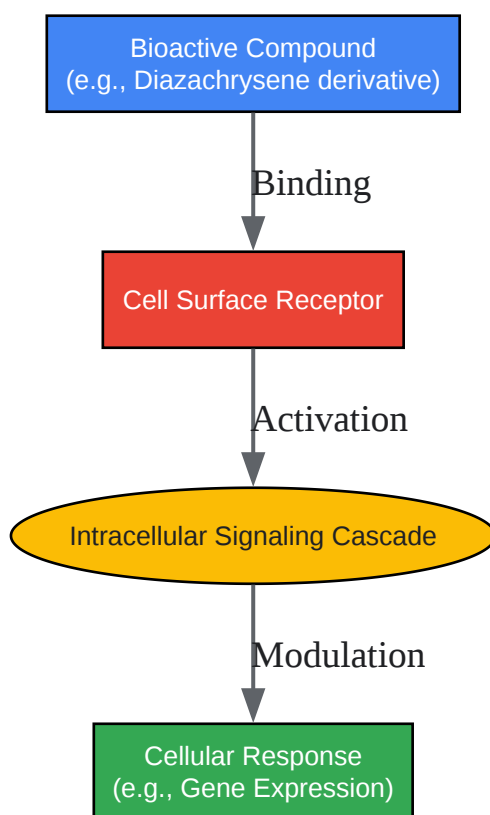 Bioactive Compound
(e.g., Diazachrysene derivative)
Binding
Cell Surface Receptor
Activation
Intracellular Signaling Cascade
Modulation
Cellular Response
(e.g., Gene Expression)